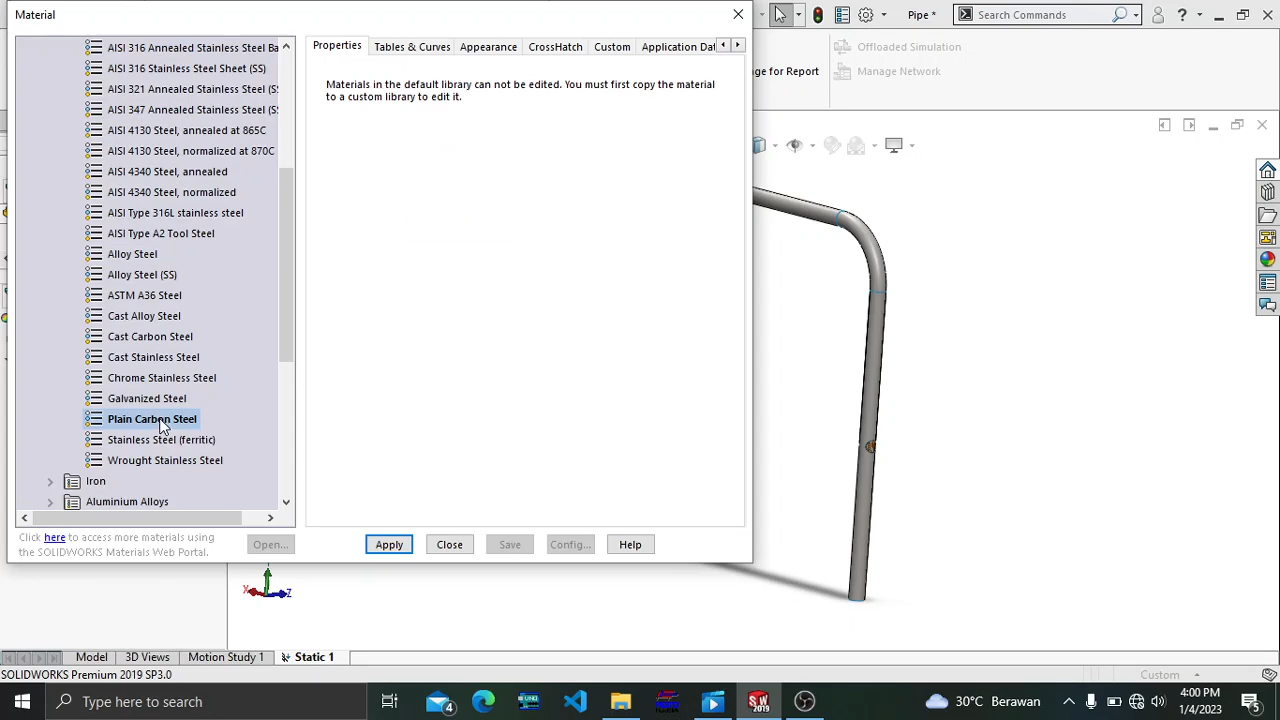 Material
Pipe *
Search Commands
AISI 316 Annealed Stainless Steel Ba
AISI 316 Stainless Steel Sheet (SS)
AISI 321 Annealed Stainless Steel (S
AISI 347 Annealed Stainless Steel (S
AISI 4130 Steel, annealed at 865C
AISI 4130 Steel, normalized at 870C
AISI 4340 Steel, annealed
AISI 4340 Steel, normalized
AISI Type 316L stainless steel
AISI Type A2 Tool Steel
Alloy Steel
Alloy Steel (SS)
ASTM A36 Steel
Cast Alloy Steel
Cast Carbon Steel
Cast Stainless Steel
Chrome Stainless Steel
Galvanized Steel
Plain Carbon Steel
Stainless Steel (ferritic)
Wrought Stainless Steel
Iron
Aluminium Alloys
Click here to access more materials using
the SOLIDWORKS Materials Web Portal.
Open...
Properties
Tables & Curves
Appearance
CrossHatch
Custom
Application Dat
Materials in the default library can not be edited. You must first copy the material
to a custom library to edit it.
Apply
Close
Save
Config...
Help
Offloaded Simulation
ge for Report
Manage Network
X
Z
Model
3D Views
Motion Study 1
Static 1
SOLIDWORKS Premium 2019 SP3.0
Custom
Type here to search
4
SW
2019
30°C Berawan
4:00 PM
1/4/2023
5